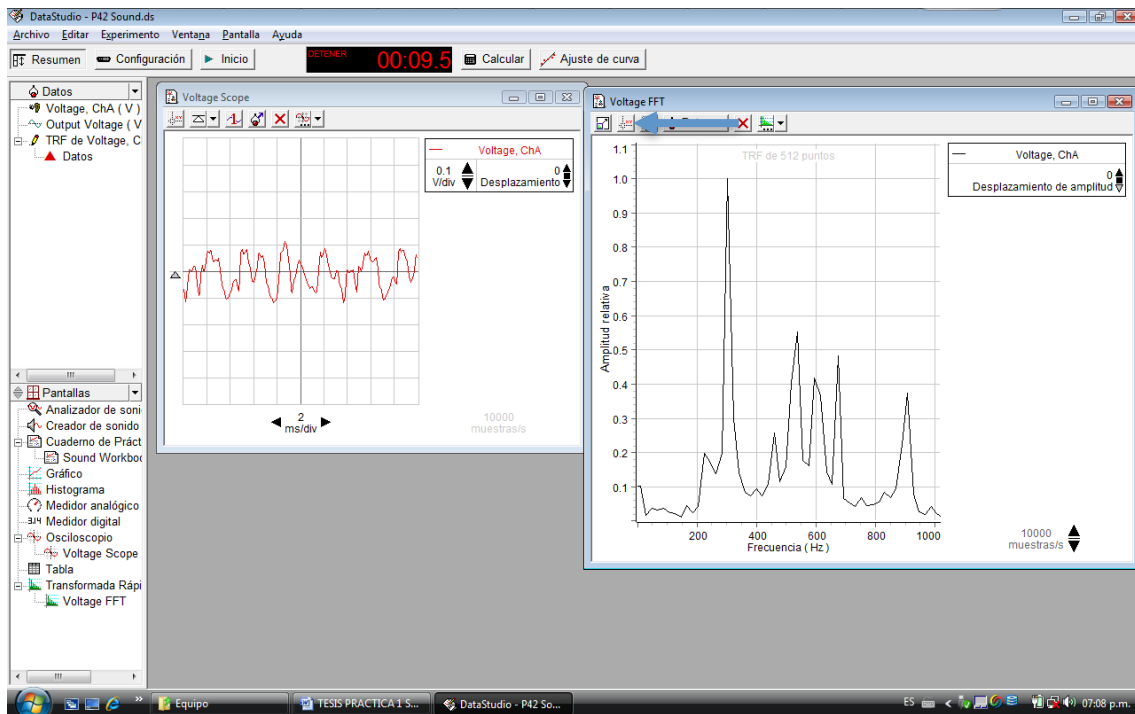 DataStudio - P42 Sound.ds
Archivo Editar Experimento Ventana Pantalla Ayuda
Resumen Configuración Inicio DETENER 00:09.5 Calcular Ajuste de curva
Datos
Voltage, ChA ( V )
Output Voltage ( V
TRF de Voltage, C
Datos
Pantallas
Analizador de soni
Creador de sonido
Cuaderno de Práct
Sound Workboo
Gráfico
Histograma
Medidor analógico
3.14 Medidor digital
Osciloscopio
Voltage Scope
Tabla
Transformada Rápi
Voltage FFT
Voltage Scope
Voltage, ChA
0.1 0
V/div Desplazamiento
2
ms/div
10000
muestras/s
Voltage FFT
TRF de 512 puntos
Voltage, ChA
0
Desplazamiento de amplitud
Amplitud relativa
1.1
1.0
0.9
0.8
0.7
0.6
0.5
0.4
0.3
0.2
0.1
200 400 600 800 1000
Frecuencia ( Hz )
10000
muestras/s
Equipo TESIS PRACTICA 1 S... DataStudio - P42 So... ES 07:08 p.m.